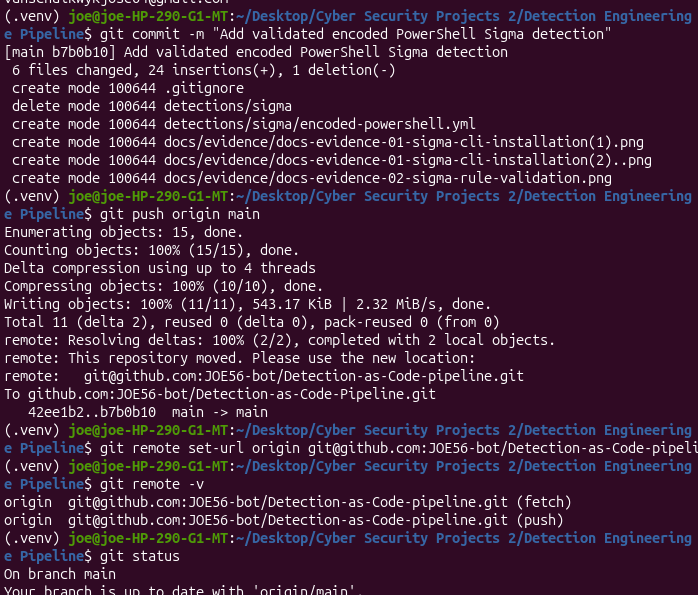 vanschalkwykjose04@gmail.com
(.venv) joe@joe-HP-290-G1-MT:~/Desktop/Cyber Security Projects 2/Detection Engineering
e Pipeline$ git commit -m "Add validated encoded PowerShell Sigma detection"
[main b7b0b10] Add validated encoded PowerShell Sigma detection
 6 files changed, 24 insertions(+), 1 deletion(-)
 create mode 100644 .gitignore
 delete mode 100644 detections/sigma
 create mode 100644 detections/sigma/encoded-powershell.yml
 create mode 100644 docs/evidence/docs-evidence-01-sigma-cli-installation(1).png
 create mode 100644 docs/evidence/docs-evidence-01-sigma-cli-installation(2)..png
 create mode 100644 docs/evidence/docs-evidence-02-sigma-rule-validation.png
(.venv) joe@joe-HP-290-G1-MT:~/Desktop/Cyber Security Projects 2/Detection Engineering
e Pipeline$ git push origin main
Enumerating objects: 15, done.
Counting objects: 100% (15/15), done.
Delta compression using up to 4 threads
Compressing objects: 100% (10/10), done.
Writing objects: 100% (11/11), 543.17 KiB | 2.32 MiB/s, done.
Total 11 (delta 2), reused 0 (delta 0), pack-reused 0 (from 0)
remote: Resolving deltas: 100% (2/2), completed with 2 local objects.
remote: This repository moved. Please use the new location:
remote:   git@github.com:JOE56-bot/Detection-as-Code-pipeline.git
To github.com:JOE56-bot/Detection-as-Code-Pipeline.git
   42ee1b2..b7b0b10  main -> main
(.venv) joe@joe-HP-290-G1-MT:~/Desktop/Cyber Security Projects 2/Detection Engineering
e Pipeline$ git remote set-url origin git@github.com:JOE56-bot/Detection-as-Code-pipeli
(.venv) joe@joe-HP-290-G1-MT:~/Desktop/Cyber Security Projects 2/Detection Engineering
e Pipeline$ git remote -v
origin  git@github.com:JOE56-bot/Detection-as-Code-pipeline.git (fetch)
origin  git@github.com:JOE56-bot/Detection-as-Code-pipeline.git (push)
(.venv) joe@joe-HP-290-G1-MT:~/Desktop/Cyber Security Projects 2/Detection Engineering
e Pipeline$ git status
On branch main
Your branch is up to date with 'origin/main'.